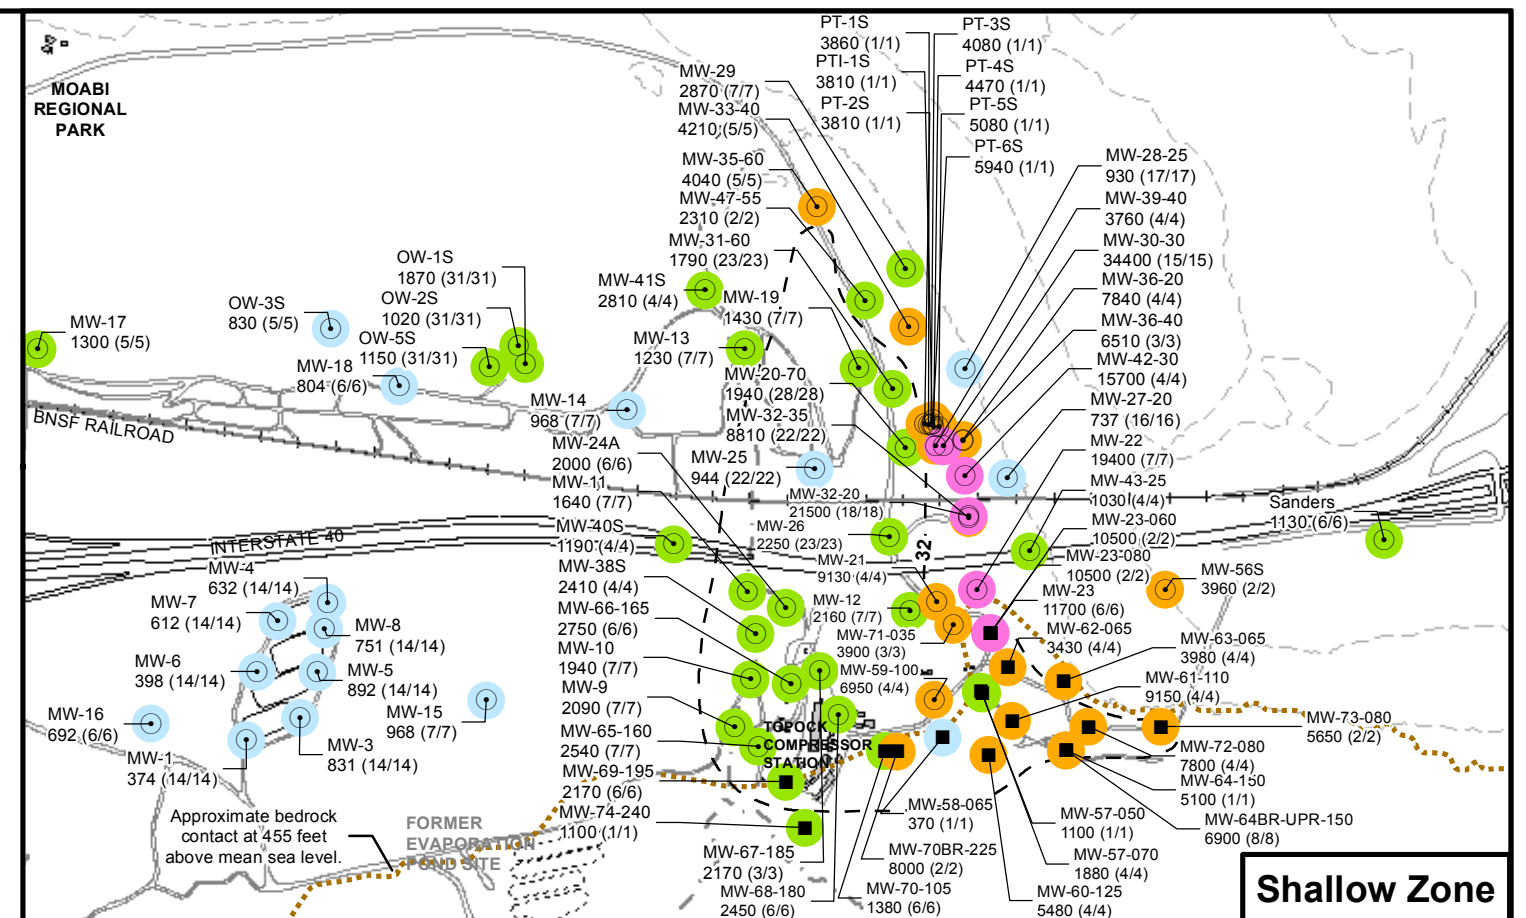 MOABI
REGIONAL
PARK
PT-1S
3860 (1/1)
PTI-1S
3810 (1/1)
PT-2S
3810 (1/1)
PT-3S
4080 (1/1)
PT-4S
4470 (1/1)
PT-5S
5080 (1/1)
PT-6S
5940 (1/1)
MW-29
2870 (7/7)
MW-33-40
4210 (5/5)
MW-35-60
4040 (5/5)
MW-47-55
2310 (2/2)
MW-31-60
1790 (23/23)
MW-28-25
930 (17/17)
MW-39-40
3760 (4/4)
MW-30-30
34400 (15/15)
MW-36-20
7840 (4/4)
MW-36-40
6510 (3/3)
MW-42-30
15700 (4/4)
MW-27-20
737 (16/16)
MW-22
19400 (7/7)
MW-43-25
1030 (4/4)
MW-23-060
10500 (2/2)
MW-23-080
10500 (2/2)
MW-23
11700 (6/6)
MW-62-065
3430 (4/4)
OW-1S
1870 (31/31)
OW-2S
1020 (31/31)
OW-5S
1150 (31/31)
OW-3S
830 (5/5)
MW-17
1300 (5/5)
MW-18
804 (6/6)
MW-41S
2810 (4/4)
MW-19
1430 (7/7)
MW-13
1230 (7/7)
MW-20-70
1940 (28/28)
MW-32-35
8810 (22/22)
MW-14
968 (7/7)
MW-24A
2000 (6/6)
MW-25
944 (22/22)
MW-11
1640 (7/7)
MW-32-20
21500 (18/18)
MW-40S
1190 (4/4)
MW-26
2250 (23/23)
MW-38S
2410 (4/4)
MW-21
9130 (4/4)
MW-66-165
2750 (6/6)
MW-12
2160 (7/7)
MW-10
1940 (7/7)
MW-71-035
3900 (3/3)
MW-59-100
6950 (4/4)
MW-9
2090 (7/7)
MW-65-160
2540 (7/7)
MW-69-195
2170 (6/6)
MW-74-240
1100 (1/1)
BNSF RAILROAD
INTERSTATE 40
32
Sanders
1130 (6/6)
MW-56S
3960 (2/2)
MW-63-065
3980 (4/4)
MW-61-110
9150 (4/4)
MW-73-080
5650 (2/2)
MW-72-080
7800 (4/4)
MW-64-150
5100 (1/1)
MW-64BR-UPR-150
6900 (8/8)
MW-4
632 (14/14)
MW-7
612 (14/14)
MW-8
751 (14/14)
MW-6
398 (14/14)
MW-5
892 (14/14)
MW-16
692 (6/6)
MW-15
968 (7/7)
MW-1
374 (14/14)
MW-3
831 (14/14)
TOPOCK
COMPRESSOR
STATION
Approximate bedrock
contact at 455 feet
above mean sea level.
FORMER
EVAPORATION
POND SITE
MW-67-185
2170 (3/3)
MW-68-180
2450 (6/6)
MW-58-065
370 (1/1)
MW-70BR-225
8000 (2/2)
MW-70-105
1380 (6/6)
MW-57-050
1100 (1/1)
MW-57-070
1880 (4/4)
MW-60-125
5480 (4/4)
Shallow Zone